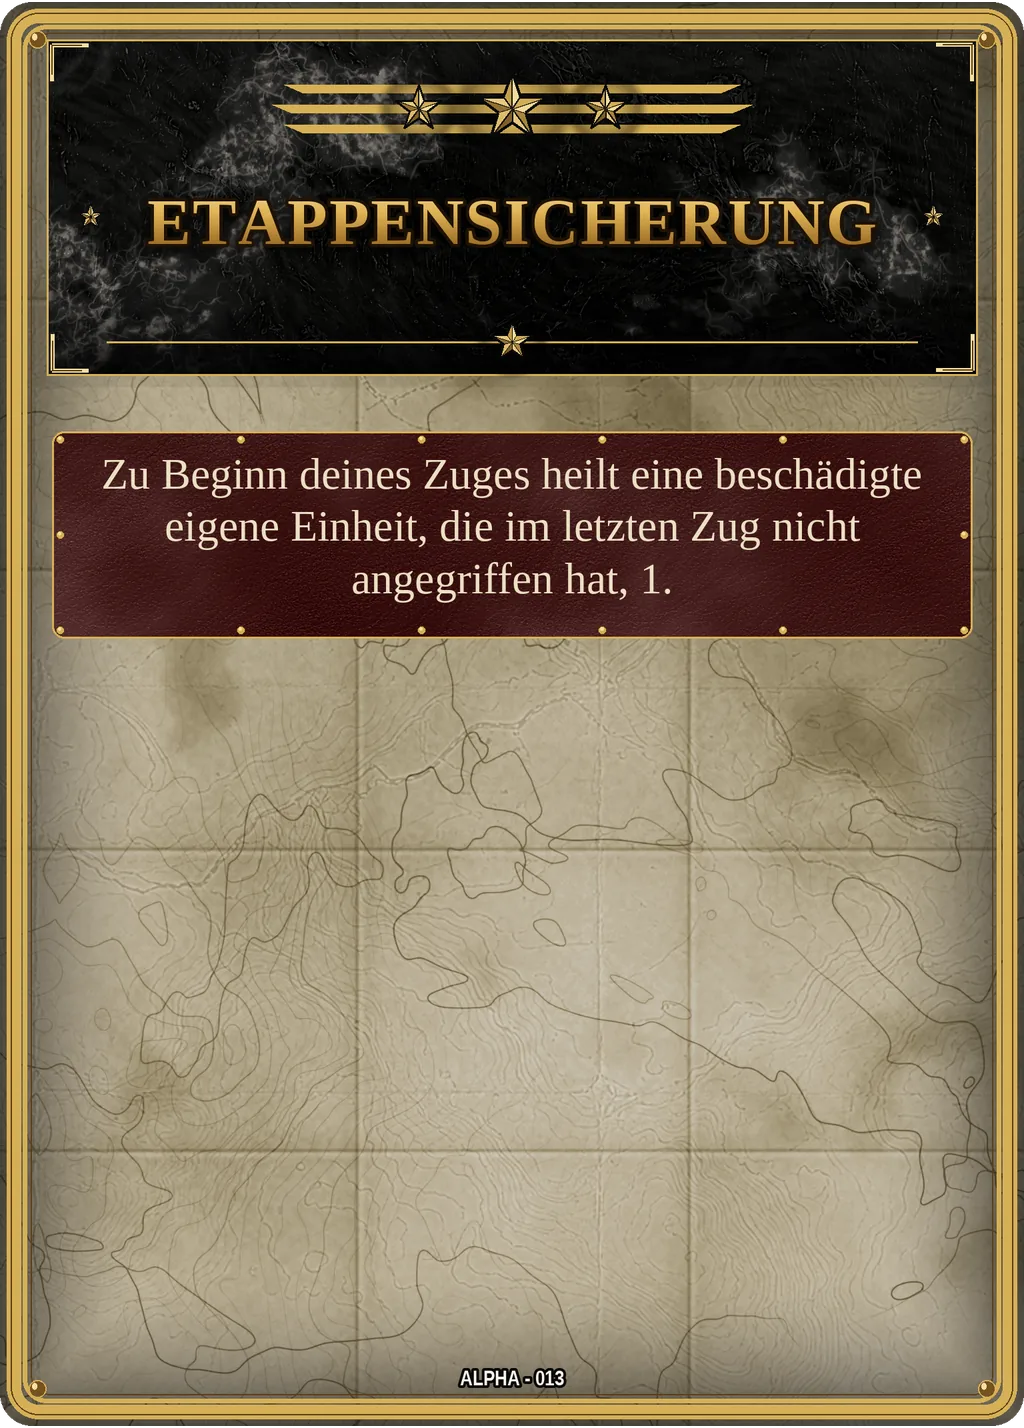 ETAPPENSICHERUNG
Zu Beginn deines Zuges heilt eine beschädigte
eigene Einheit, die im letzten Zug nicht
angegriffen hat, 1.
ALPHA - 013